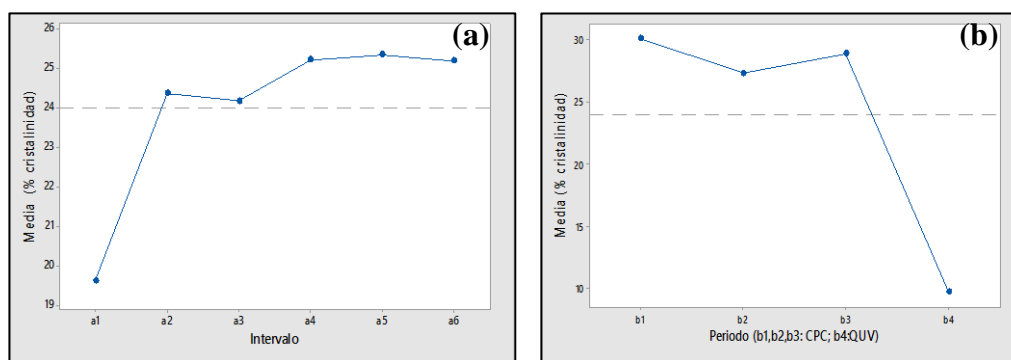 (a)
26
25
24
23
22
21
20
19
Media (% cristalinidad)
a1 a2 a3 a4 a5 a6
Intervalo
(b)
30
25
20
15
10
Media (% cristalinidad)
b1 b2 b3 b4
Periodo (b1,b2,b3: CPC; b4:QUV)